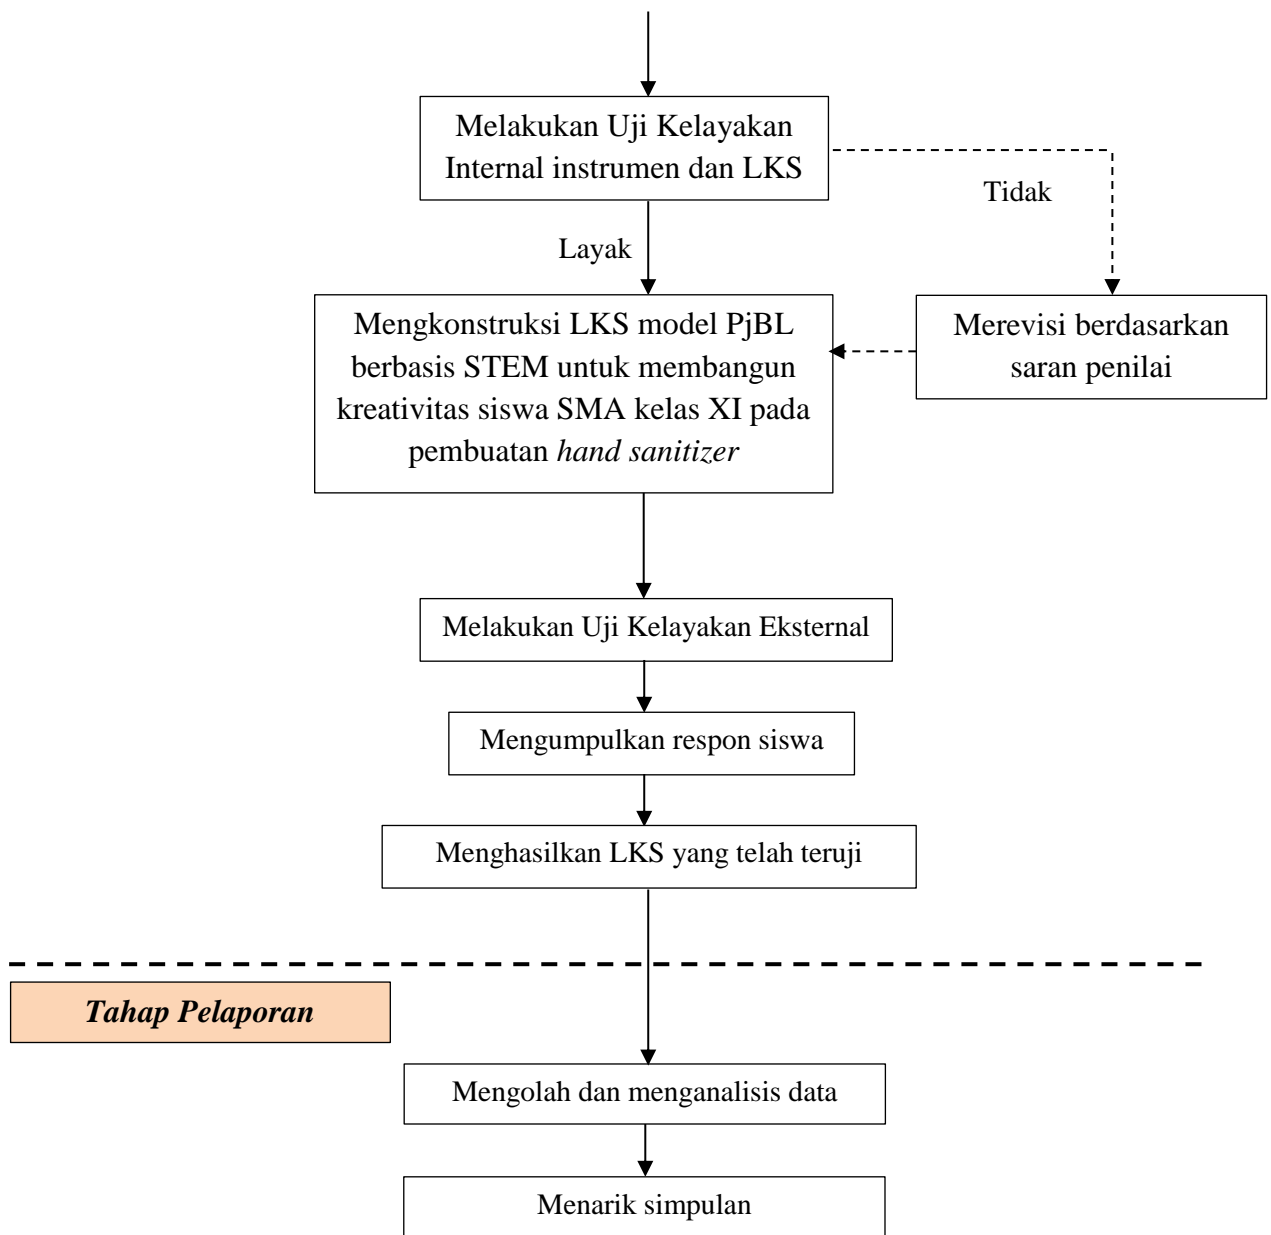 Melakukan Uji Kelayakan
Internal instrumen dan LKS
Tidak
Layak
Mengkonstruksi LKS model PjBL
berbasis STEM untuk membangun
kreativitas siswa SMA kelas XI pada
pembuatan hand sanitizer
Merevisi berdasarkan
saran penilai
Melakukan Uji Kelayakan Eksternal
Mengumpulkan respon siswa
Menghasilkan LKS yang telah teruji
Tahap Pelaporan
Mengolah dan menganalisis data
Menarik simpulan